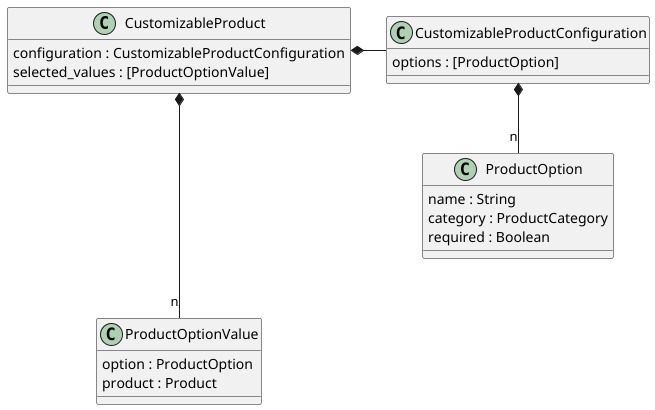 C CustomizableProduct
configuration : CustomizableProductConfiguration
selected_values : [ProductOptionValue]
C CustomizableProductConfiguration
options : [ProductOption]
n
C ProductOption
name : String
category : ProductCategory
required : Boolean
n
C ProductOptionValue
option : ProductOption
product : Product